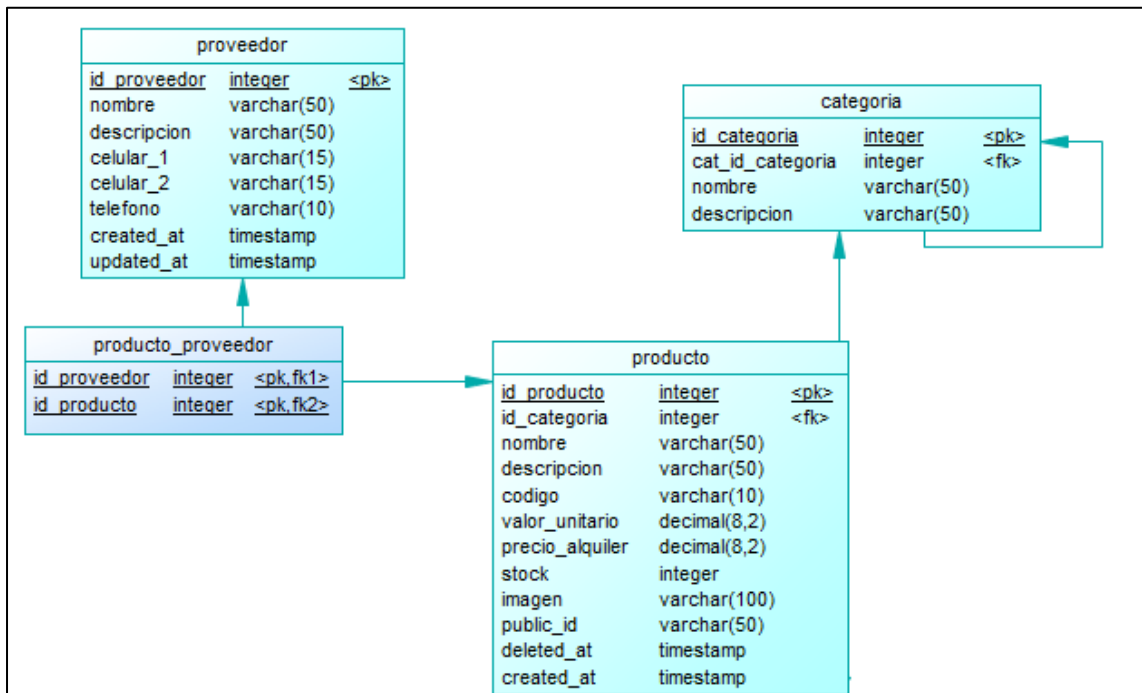 proveedor
id_proveedor integer <pk>
nombre varchar(50)
descripcion varchar(50)
celular_1 varchar(15)
celular_2 varchar(15)
telefono varchar(10)
created_at timestamp
updated_at timestamp
categoria
id_categoria integer <pk>
cat_id_categoria integer <fk>
nombre varchar(50)
descripcion varchar(50)
producto_proveedor
id_proveedor integer <pk,fk1>
id_producto integer <pk,fk2>
producto
id_producto integer <pk>
id_categoria integer <fk>
nombre varchar(50)
descripcion varchar(50)
codigo varchar(10)
valor_unitario decimal(8,2)
precio_alquiler decimal(8,2)
stock integer
imagen varchar(100)
public_id varchar(50)
deleted_at timestamp
created_at timestamp